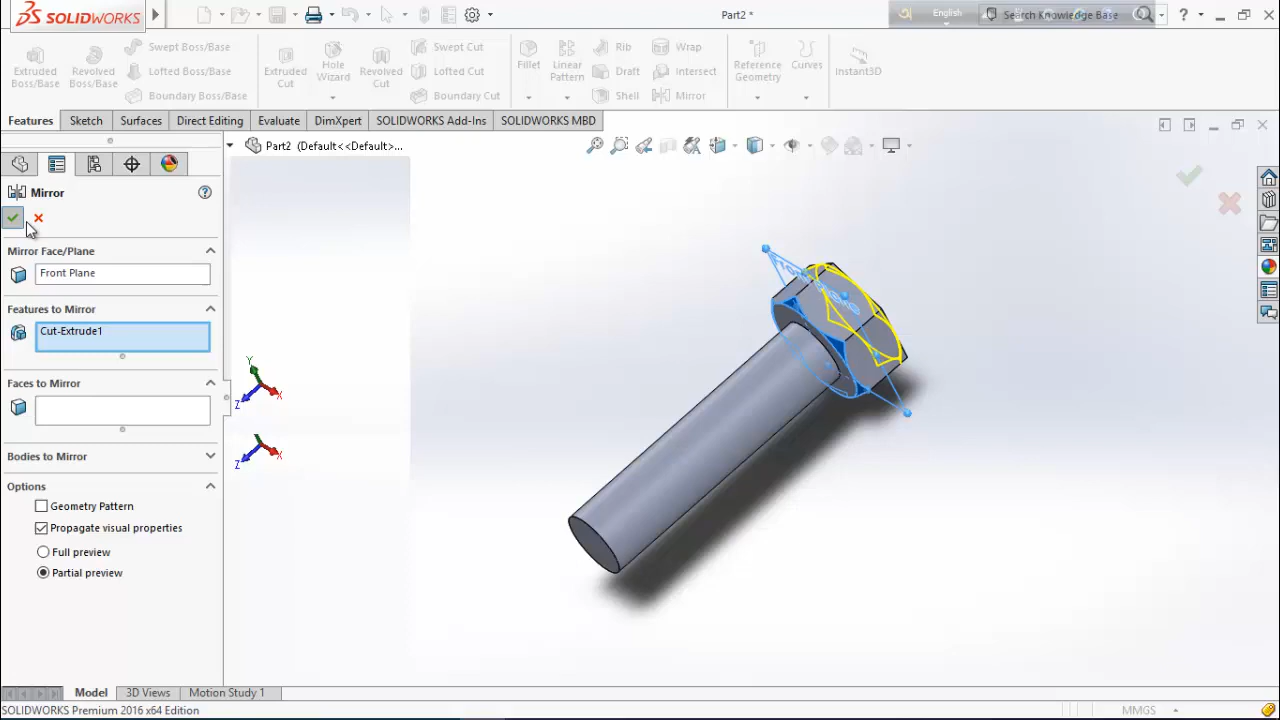 SOLIDWORKS
Part2 *
English
Search Knowledge Base
?
Extruded Boss/Base
Revolved Boss/Base
Swept Boss/Base
Lofted Boss/Base
Boundary Boss/Base
Extruded Cut
Hole Wizard
Revolved Cut
Swept Cut
Lofted Cut
Boundary Cut
Fillet
Linear Pattern
Rib
Draft
Shell
Wrap
Intersect
Mirror
Reference Geometry
Curves
Instant3D
Features
Sketch
Surfaces
Direct Editing
Evaluate
DimXpert
SOLIDWORKS Add-Ins
SOLIDWORKS MBD
Part2 (Default<<Default>...
Mirror
?
Mirror Face/Plane
Front Plane
Features to Mirror
Cut-Extrude1
Faces to Mirror
Bodies to Mirror
Options
Geometry Pattern
Propagate visual properties
Full preview
Partial preview
Y
X
Z
X
Z
Model
3D Views
Motion Study 1
SOLIDWORKS Premium 2016 x64 Edition
MMGS